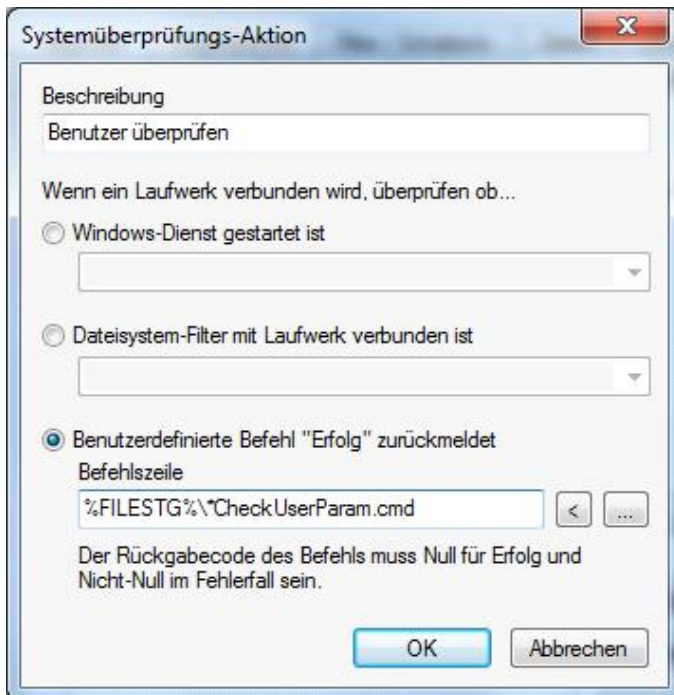 Systemüberprüfungs-Aktion
Beschreibung
Benutzer überprüfen
Wenn ein Laufwerk verbunden wird, überprüfen ob...
Windows-Dienst gestartet ist
Dateisystem-Filter mit Laufwerk verbunden ist
Benutzerdefinierte Befehl "Erfolg" zurückmeldet
Befehlszeile
%FILESTG%\*CheckUserParam.cmd
<
...
Der Rückgabecode des Befehls muss Null für Erfolg und
Nicht-Null im Fehlerfall sein.
OK
Abbrechen